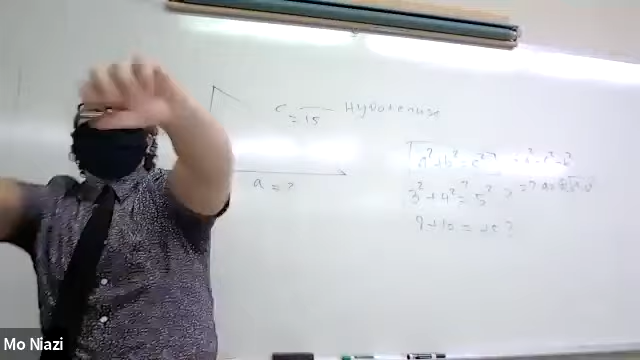 c = 15 Hypotenuse
a = ?
a² + b² = c²
3² + 4² = 5² ?
9 + 16 = 25 ?
Mo Niazi